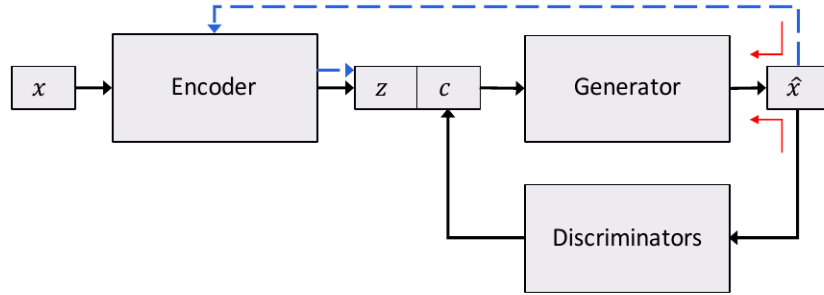 x
Encoder
z
c
Generator
x̂
Discriminators